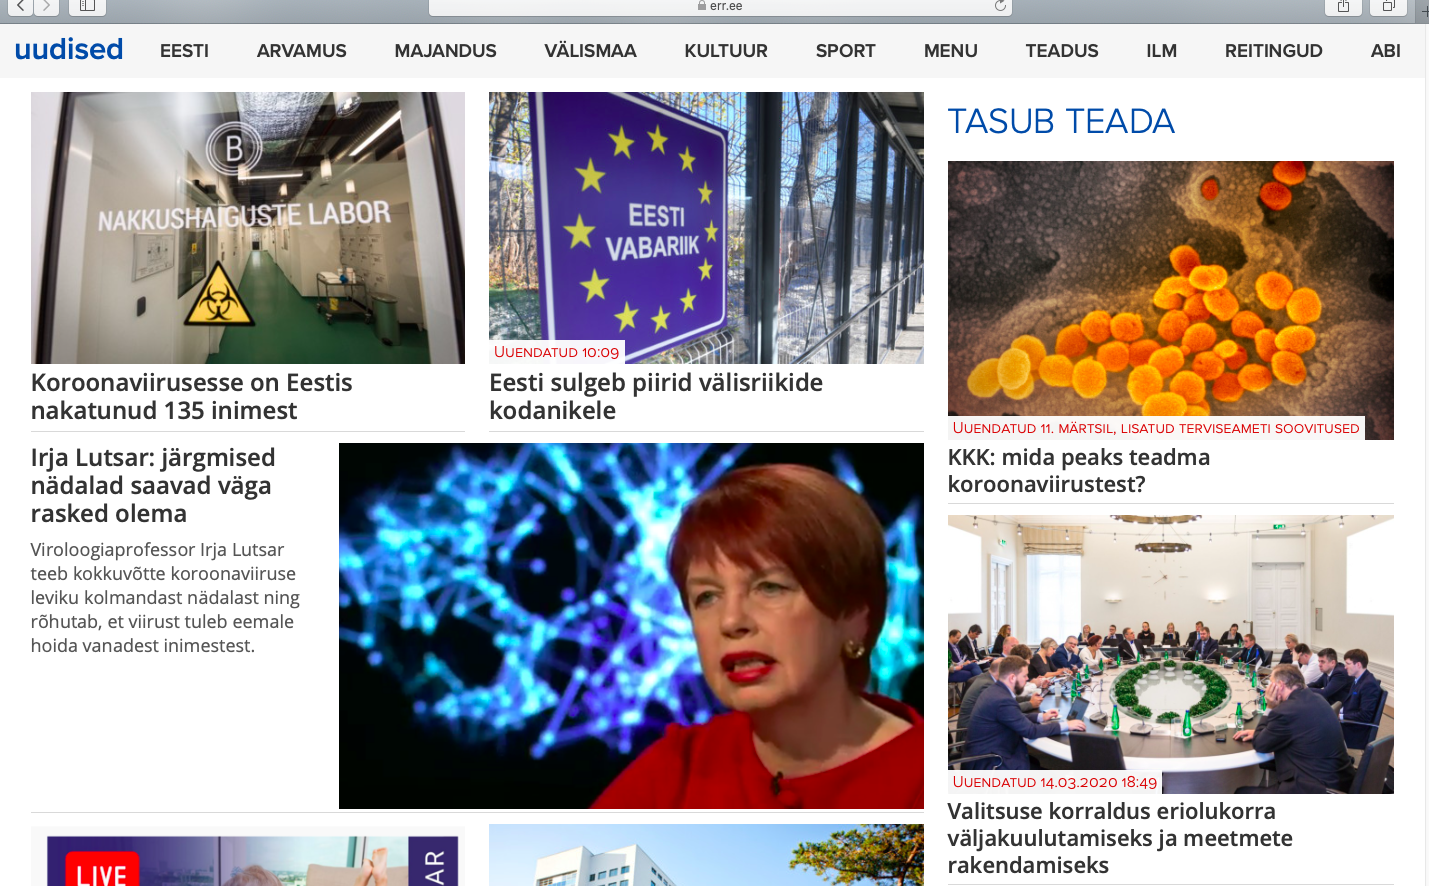 err.ee
uudised EESTI ARVAMUS MAJANDUS VÄLISMAA KULTUUR SPORT MENU TEADUS ILM REITINGUD ABI
B
NAKKUSHAIGUSTE LABOR
Koroonaviirusesse on Eestis
nakatunud 135 inimest
EESTI
VABARIIK
UUENDATUD 10:09
Eesti sulgeb piirid välisriikide
kodanikele
Irja Lutsar: järgmised
nädalad saavad väga
rasked olema
Viroloogiaprofessor Irja Lutsar
teeb kokkuvõtte koroonaviiruse
leviku kolmandast nädalast ning
rõhutab, et viirust tuleb eemale
hoida vanadest inimestest.
LIVE
AR
TASUB TEADA
UUENDATUD 11. MÄRTSIL, LISATUD TERVISEAMETI SOOVITUSED
KKK: mida peaks teadma
koroonaviirustest?
UUENDATUD 14.03.2020 18:49
Valitsuse korraldus eriolukorra
väljakuulutamiseks ja meetmete
rakendamiseks